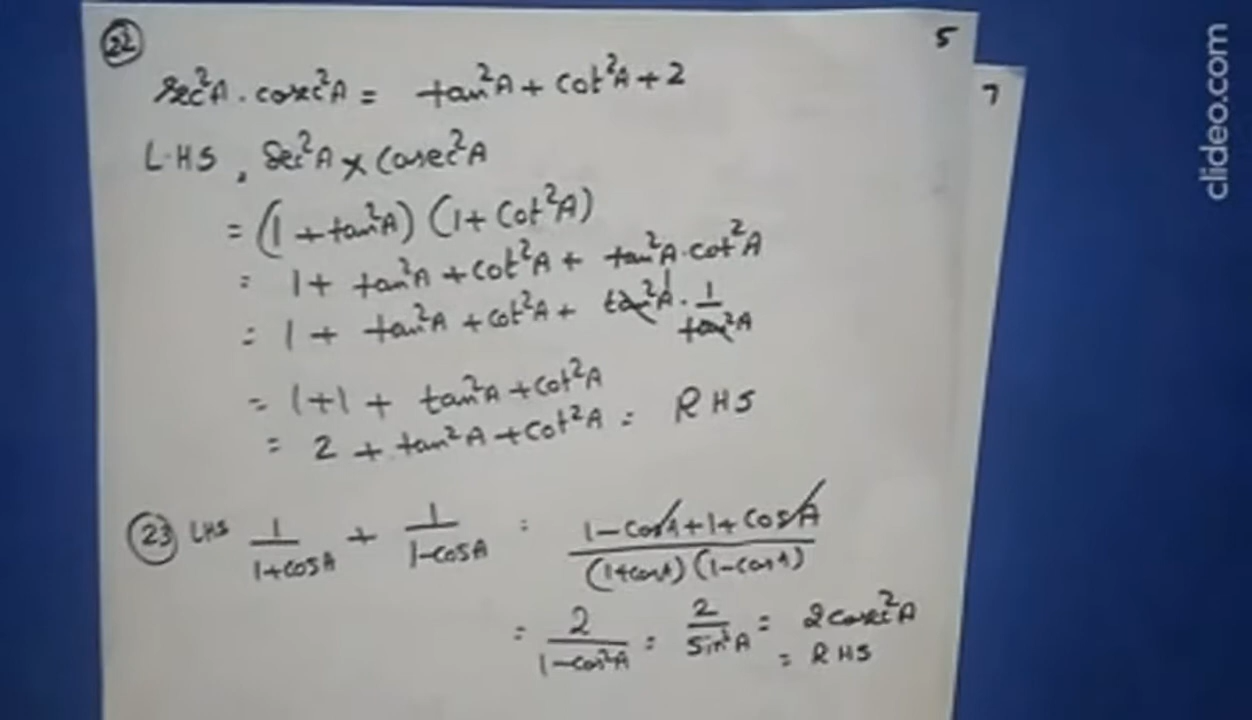 22
5
sec²A . cosec²A = tan²A + cot²A + 2
7
L.HS , Sec²A × Cosec²A
= (1 + tan²A) (1 + Cot²A)
= 1 + tan²A + cot²A + tan²A . cot²A
= 1 + tan²A + cot²A + tan²A . 1/tan²A
= 1+1 + tan²A + cot²A
= 2 + tan²A + cot²A = RHS
23 LHS 1/1+cosA + 1/1-cosA = 1-cosA+1+cosA/(1+cosA)(1-cosA)
= 2/1-cos²A = 2/Sin²A = 2cosec²A
= RHS
clideo.com